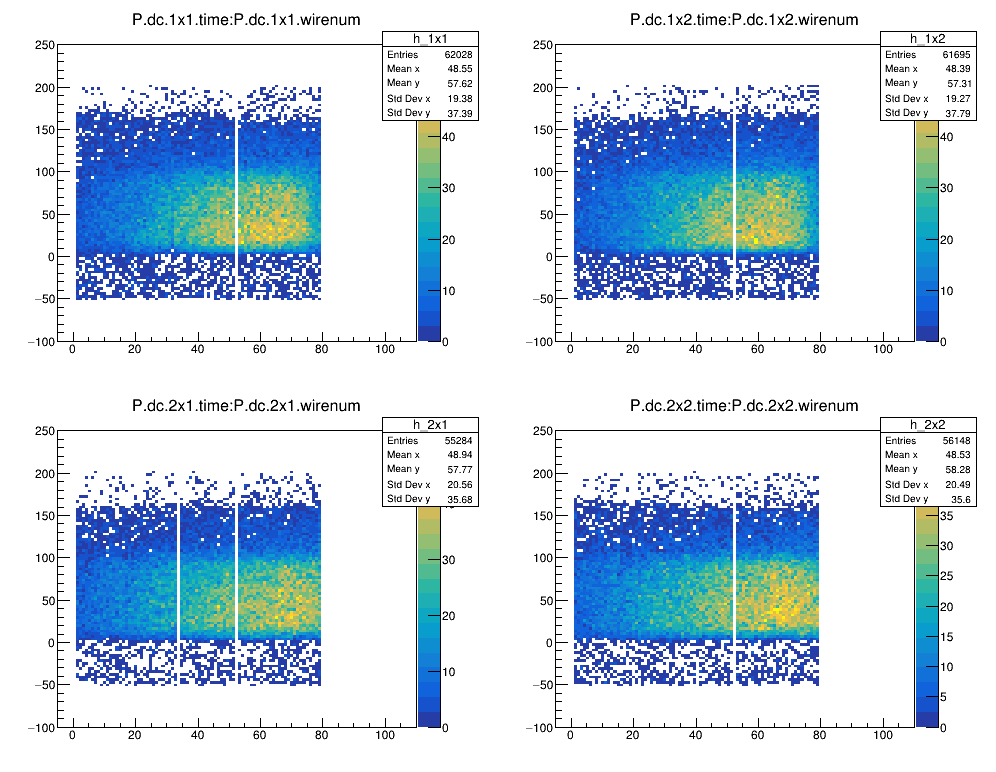 P.dc.1x1.time:P.dc.1x1.wirenum
h_1x1
Entries 62028
Mean x 48.55
Mean y 57.62
Std Dev x 19.38
Std Dev y 37.39
250
200
150
100
50
0
−50
−100
0 20 40 60 80 100
40
30
20
10
0
P.dc.1x2.time:P.dc.1x2.wirenum
h_1x2
Entries 61695
Mean x 48.39
Mean y 57.31
Std Dev x 19.27
Std Dev y 37.79
250
200
150
100
50
0
−50
−100
0 20 40 60 80 100
40
30
20
10
0
P.dc.2x1.time:P.dc.2x1.wirenum
h_2x1
Entries 55284
Mean x 48.94
Mean y 57.77
Std Dev x 20.56
Std Dev y 35.68
250
200
150
100
50
0
−50
−100
0 20 40 60 80 100
30
20
10
0
P.dc.2x2.time:P.dc.2x2.wirenum
h_2x2
Entries 56148
Mean x 48.53
Mean y 58.28
Std Dev x 20.49
Std Dev y 35.6
250
200
150
100
50
0
−50
−100
0 20 40 60 80 100
35
30
25
20
15
10
5
0